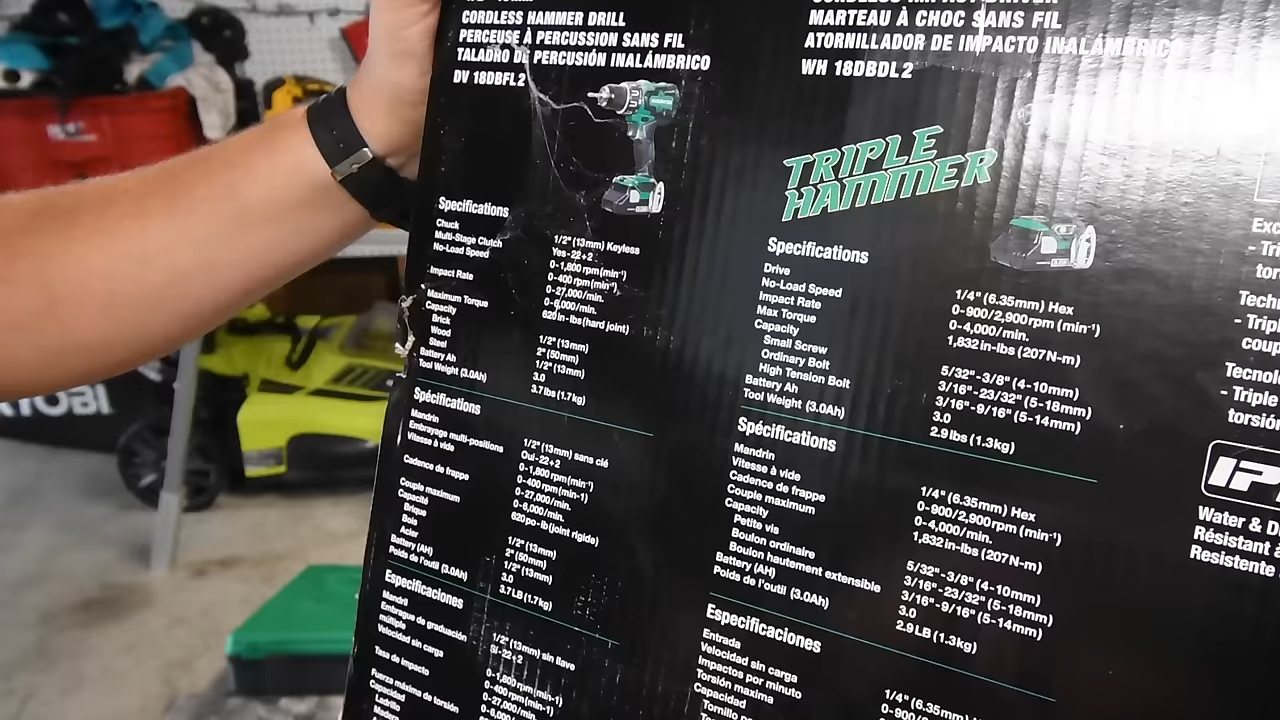 CORDLESS HAMMER DRILL
PERCEUSE À PERCUSSION SANS FIL
TALADRO DE PERCUSIÓN INALÁMBRICO
DV 18DBFL2
Specifications
Chuck 1/2" (13mm) Keyless
Multi-Stage Clutch Yes-22+2
No-Load Speed 0-1,800 rpm (min⁻¹)
0-400 rpm (min⁻¹)
Impact Rate 0-27,000/min.
0-6,000/min.
Maximum Torque 620 in-lbs (hard joint)
Capacity
Brick 1/2" (13mm)
Wood 2" (50mm)
Steel 1/2" (13mm)
Battery Ah 3.0
Tool Weight (3.0Ah) 3.7 lbs (1.7kg)
Spécifications
Mandrin 1/2" (13mm) sans clé
Embrayage multi-positions Oui-22+2
Vitesse à vide 0-1,800 rpm (min-1)
0-400 rpm (min-1)
Cadence de frappe 0-27,000/min.
0-6,000/min.
Couple maximum 620 po-lb (joint rigide)
Capacité
Brique 1/2" (13mm)
Bois 2" (50mm)
Acier 1/2" (13mm)
Battery (AH) 3.0
Poids de l'outil (3.0Ah) 3.7 LB (1.7kg)
Especificaciones
Mandril 1/2" (13mm) sin llave
Embrague de graduación
múltiple Sí-22+2
Velocidad sin carga 0-1,800 rpm (min-1)
0-400 rpm (min-1)
Tasa de impacto 0-27,000/min.
Fuerza máxima de torsión
Capacidad
Ladrillo
MARTEAU À CHOC SANS FIL
ATORNILLADOR DE IMPACTO INALÁMBRICO
WH 18DBDL2
TRIPLE
HAMMER
Specifications
Drive 1/4" (6.35mm) Hex
No-Load Speed 0-900/2,900 rpm (min⁻¹)
Impact Rate 0-4,000/min.
Max Torque 1,832 in-lbs (207N-m)
Capacity
Small Screw 5/32"-3/8" (4-10mm)
Ordinary Bolt 3/16"-23/32" (5-18mm)
High Tension Bolt 3/16"-9/16" (5-14mm)
Battery Ah 3.0
Tool Weight (3.0Ah) 2.9 lbs (1.3kg)
Spécifications
Mandrin 1/4" (6.35mm) Hex
Vitesse à vide 0-900/2,900 rpm (min⁻¹)
Cadence de frappe 0-4,000/min.
Couple maximum 1,832 in-lbs (207N-m)
Capacity
Petite vis 5/32"-3/8" (4-10mm)
Boulon ordinaire 3/16"-23/32" (5-18mm)
Boulon hautement extensible 3/16"-9/16" (5-14mm)
Battery (AH) 3.0
Poids de l'outil (3.0Ah) 2.9 LB (1.3kg)
Especificaciones
Entrada 1/4" (6.35mm)
Velocidad sin carga
Impactos por minuto
Torsión maxima
Capacidad
- Triple
torsión
Water & D
Résistant à
Resistente